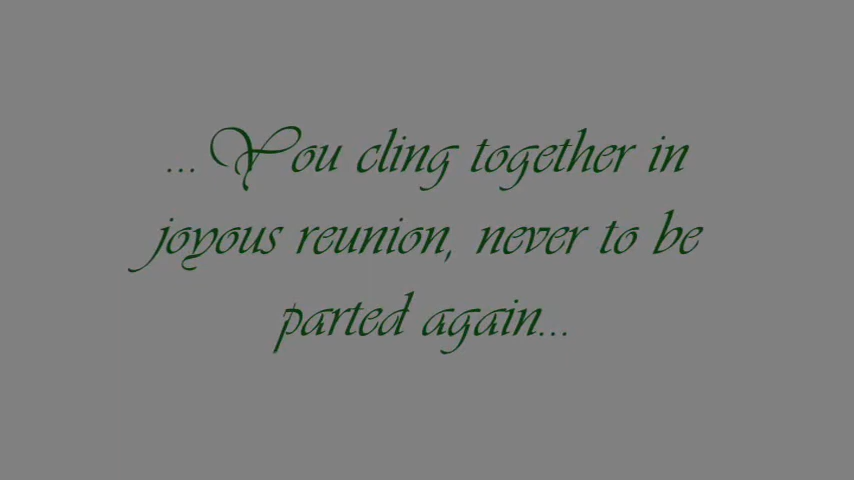 ...You cling together in
joyous reunion, never to be
parted again...